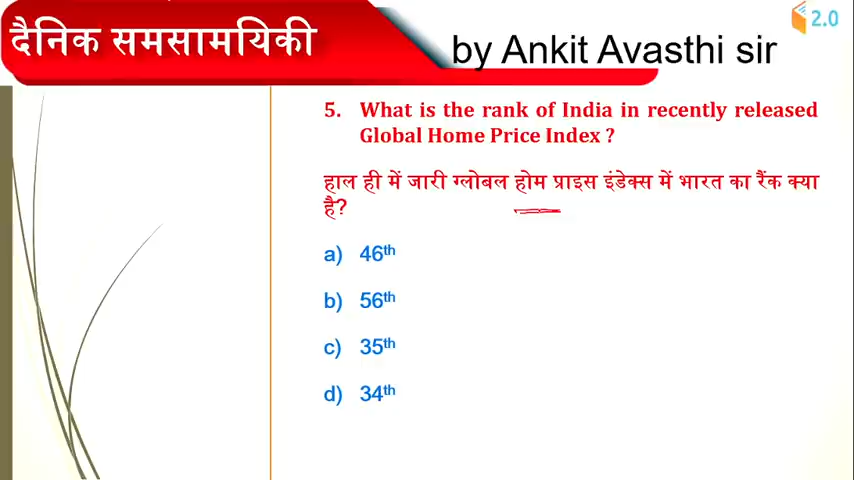 दैनिक समसामयिकी
by Ankit Avasthi sir
2.0
5. What is the rank of India in recently released
Global Home Price Index ?
हाल ही में जारी ग्लोबल होम प्राइस इंडेक्स में भारत का रैंक क्या
है?
a) 46th
b) 56th
c) 35th
d) 34th